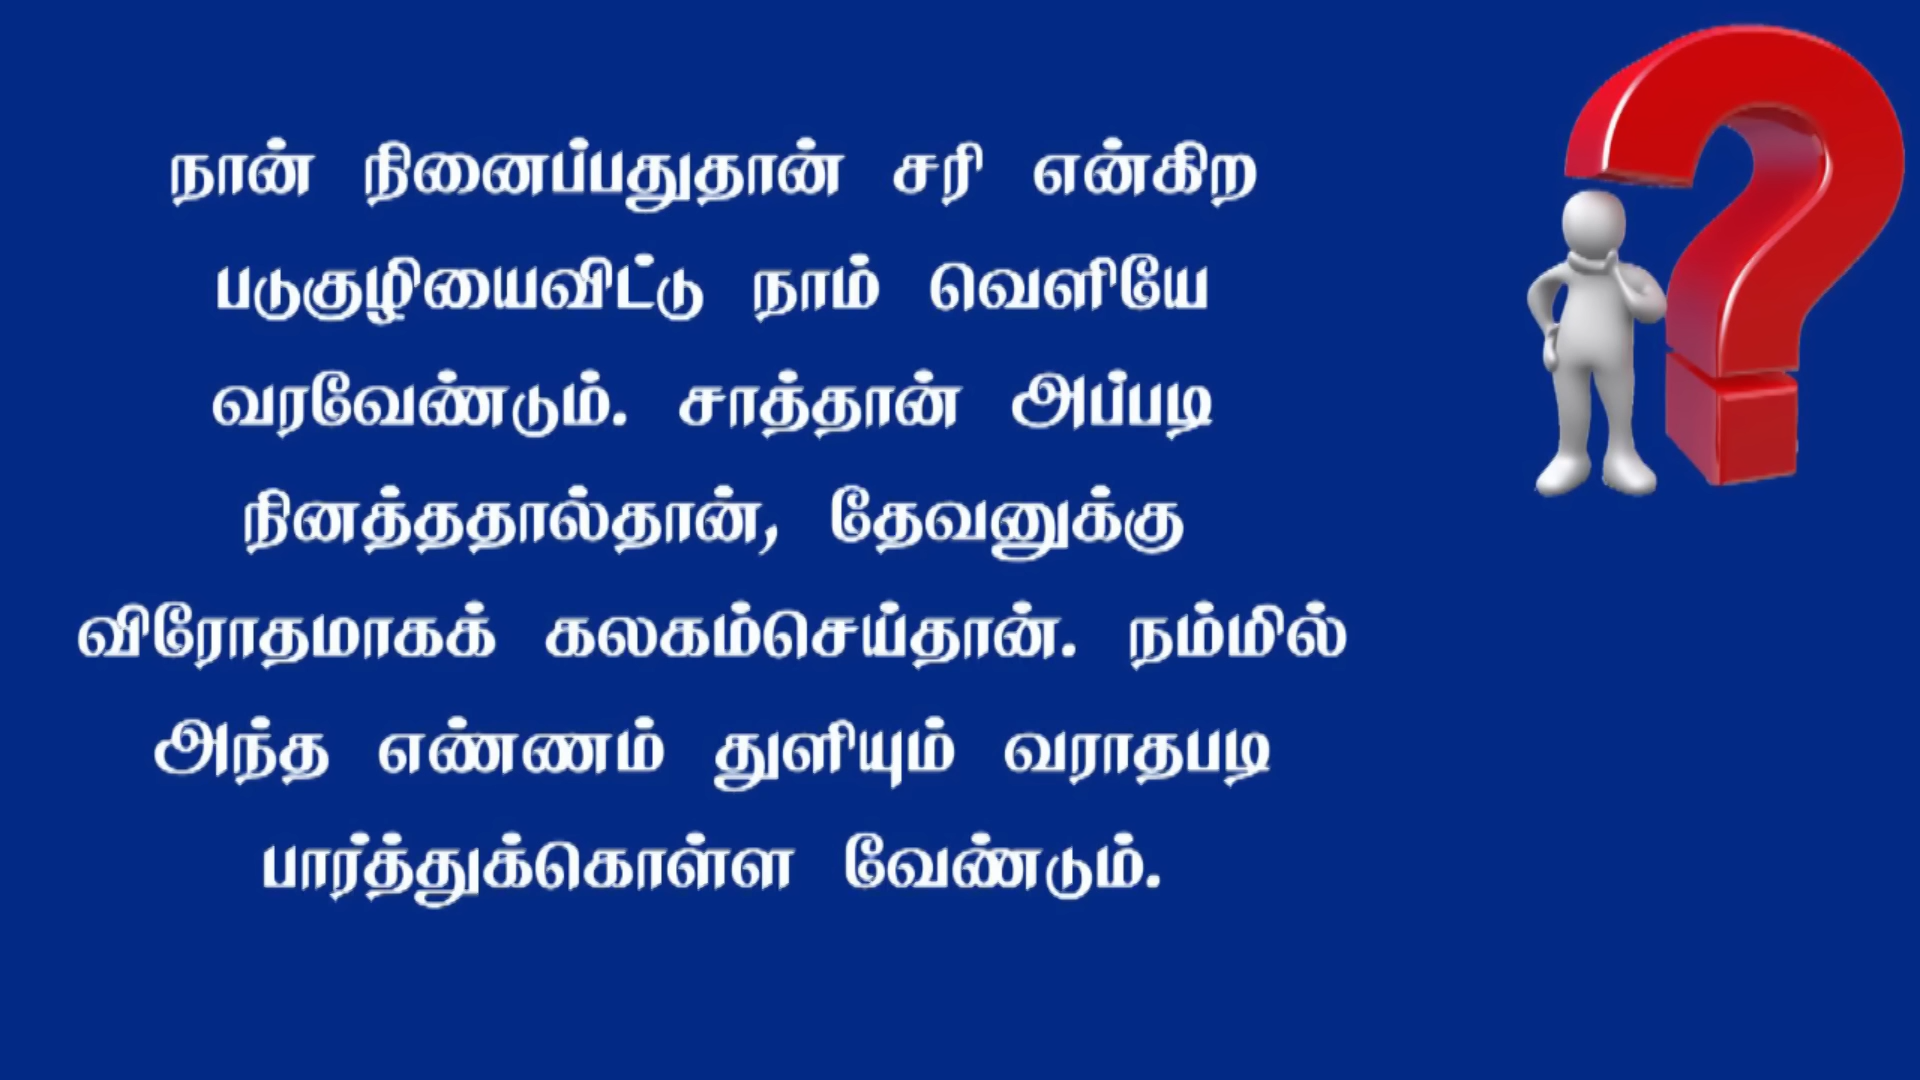 நான் நினைப்பதுதான் சரி என்கிற
படுகுழியைவிட்டு நாம் வெளியே
வரவேண்டும். சாத்தான் அப்படி
நினத்ததால்தான், தேவனுக்கு
விரோதமாகக் கலகம்செய்தான். நம்மில்
அந்த எண்ணம் துளியும் வராதபடி
பார்த்துக்கொள்ள வேண்டும்.